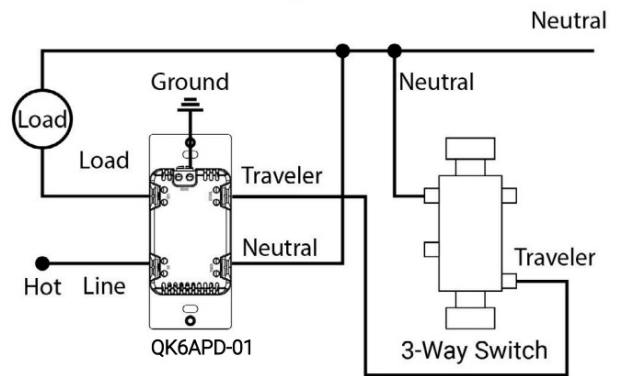 Neutral
Ground
Neutral
Load
Load
Traveler
Neutral
Traveler
Hot
Line
QK6APD-01
3-Way Switch